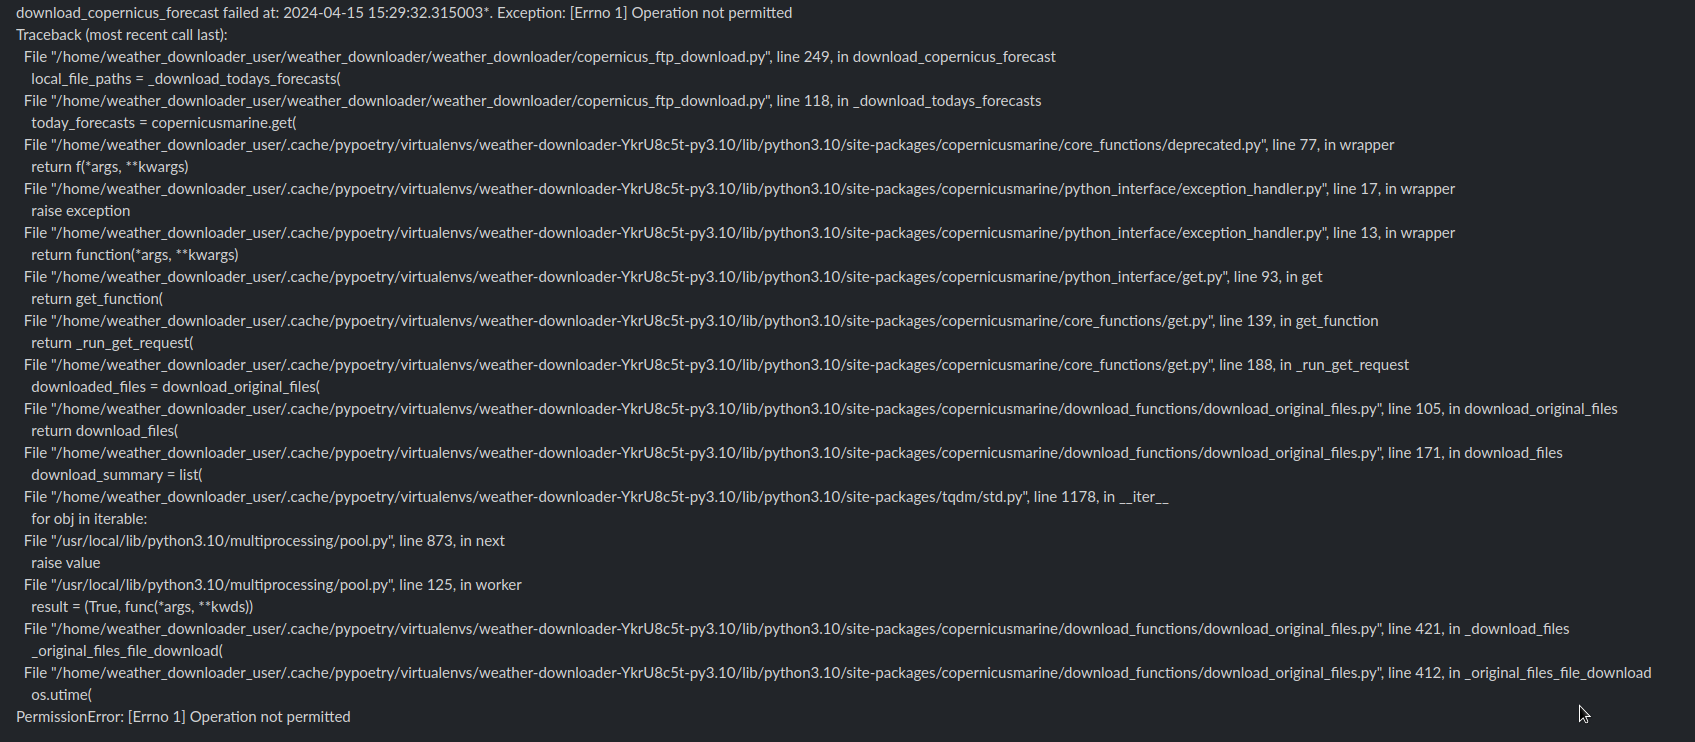 download_copernicus_forecast failed at: 2024-04-15 15:29:32.315003*. Exception: [Errno 1] Operation not permitted
Traceback (most recent call last):
File "/home/weather_downloader_user/weather_downloader/weather_downloader/copernicus_ftp_download.py", line 249, in download_copernicus_forecast
local_file_paths = _download_todays_forecasts(
File "/home/weather_downloader_user/weather_downloader/weather_downloader/copernicus_ftp_download.py", line 118, in _download_todays_forecasts
today_forecasts = copernicusmarine.get(
File "/home/weather_downloader_user/.cache/pypoetry/virtualenvs/weather-downloader-YkrU8c5t-py3.10/lib/python3.10/site-packages/copernicusmarine/core_functions/deprecated.py", line 77, in wrapper
return f(*args, **kwargs)
File "/home/weather_downloader_user/.cache/pypoetry/virtualenvs/weather-downloader-YkrU8c5t-py3.10/lib/python3.10/site-packages/copernicusmarine/python_interface/exception_handler.py", line 17, in wrapper
raise exception
File "/home/weather_downloader_user/.cache/pypoetry/virtualenvs/weather-downloader-YkrU8c5t-py3.10/lib/python3.10/site-packages/copernicusmarine/python_interface/exception_handler.py", line 13, in wrapper
return function(*args, **kwargs)
File "/home/weather_downloader_user/.cache/pypoetry/virtualenvs/weather-downloader-YkrU8c5t-py3.10/lib/python3.10/site-packages/copernicusmarine/python_interface/get.py", line 93, in get
return get_function(
File "/home/weather_downloader_user/.cache/pypoetry/virtualenvs/weather-downloader-YkrU8c5t-py3.10/lib/python3.10/site-packages/copernicusmarine/core_functions/get.py", line 139, in get_function
return _run_get_request(
File "/home/weather_downloader_user/.cache/pypoetry/virtualenvs/weather-downloader-YkrU8c5t-py3.10/lib/python3.10/site-packages/copernicusmarine/core_functions/get.py", line 188, in _run_get_request
downloaded_files = download_original_files(
File "/home/weather_downloader_user/.cache/pypoetry/virtualenvs/weather-downloader-YkrU8c5t-py3.10/lib/python3.10/site-packages/copernicusmarine/download_functions/download_original_files.py", line 105, in download_original_files
return download_files(
File "/home/weather_downloader_user/.cache/pypoetry/virtualenvs/weather-downloader-YkrU8c5t-py3.10/lib/python3.10/site-packages/copernicusmarine/download_functions/download_original_files.py", line 171, in download_files
download_summary = list(
File "/home/weather_downloader_user/.cache/pypoetry/virtualenvs/weather-downloader-YkrU8c5t-py3.10/lib/python3.10/site-packages/tqdm/std.py", line 1178, in __iter__
for obj in iterable:
File "/usr/local/lib/python3.10/multiprocessing/pool.py", line 873, in next
raise value
File "/usr/local/lib/python3.10/multiprocessing/pool.py", line 125, in worker
result = (True, func(*args, **kwds))
File "/home/weather_downloader_user/.cache/pypoetry/virtualenvs/weather-downloader-YkrU8c5t-py3.10/lib/python3.10/site-packages/copernicusmarine/download_functions/download_original_files.py", line 421, in _download_files
_original_files_file_download(
File "/home/weather_downloader_user/.cache/pypoetry/virtualenvs/weather-downloader-YkrU8c5t-py3.10/lib/python3.10/site-packages/copernicusmarine/download_functions/download_original_files.py", line 412, in _original_files_file_download
os.utime(
PermissionError: [Errno 1] Operation not permitted